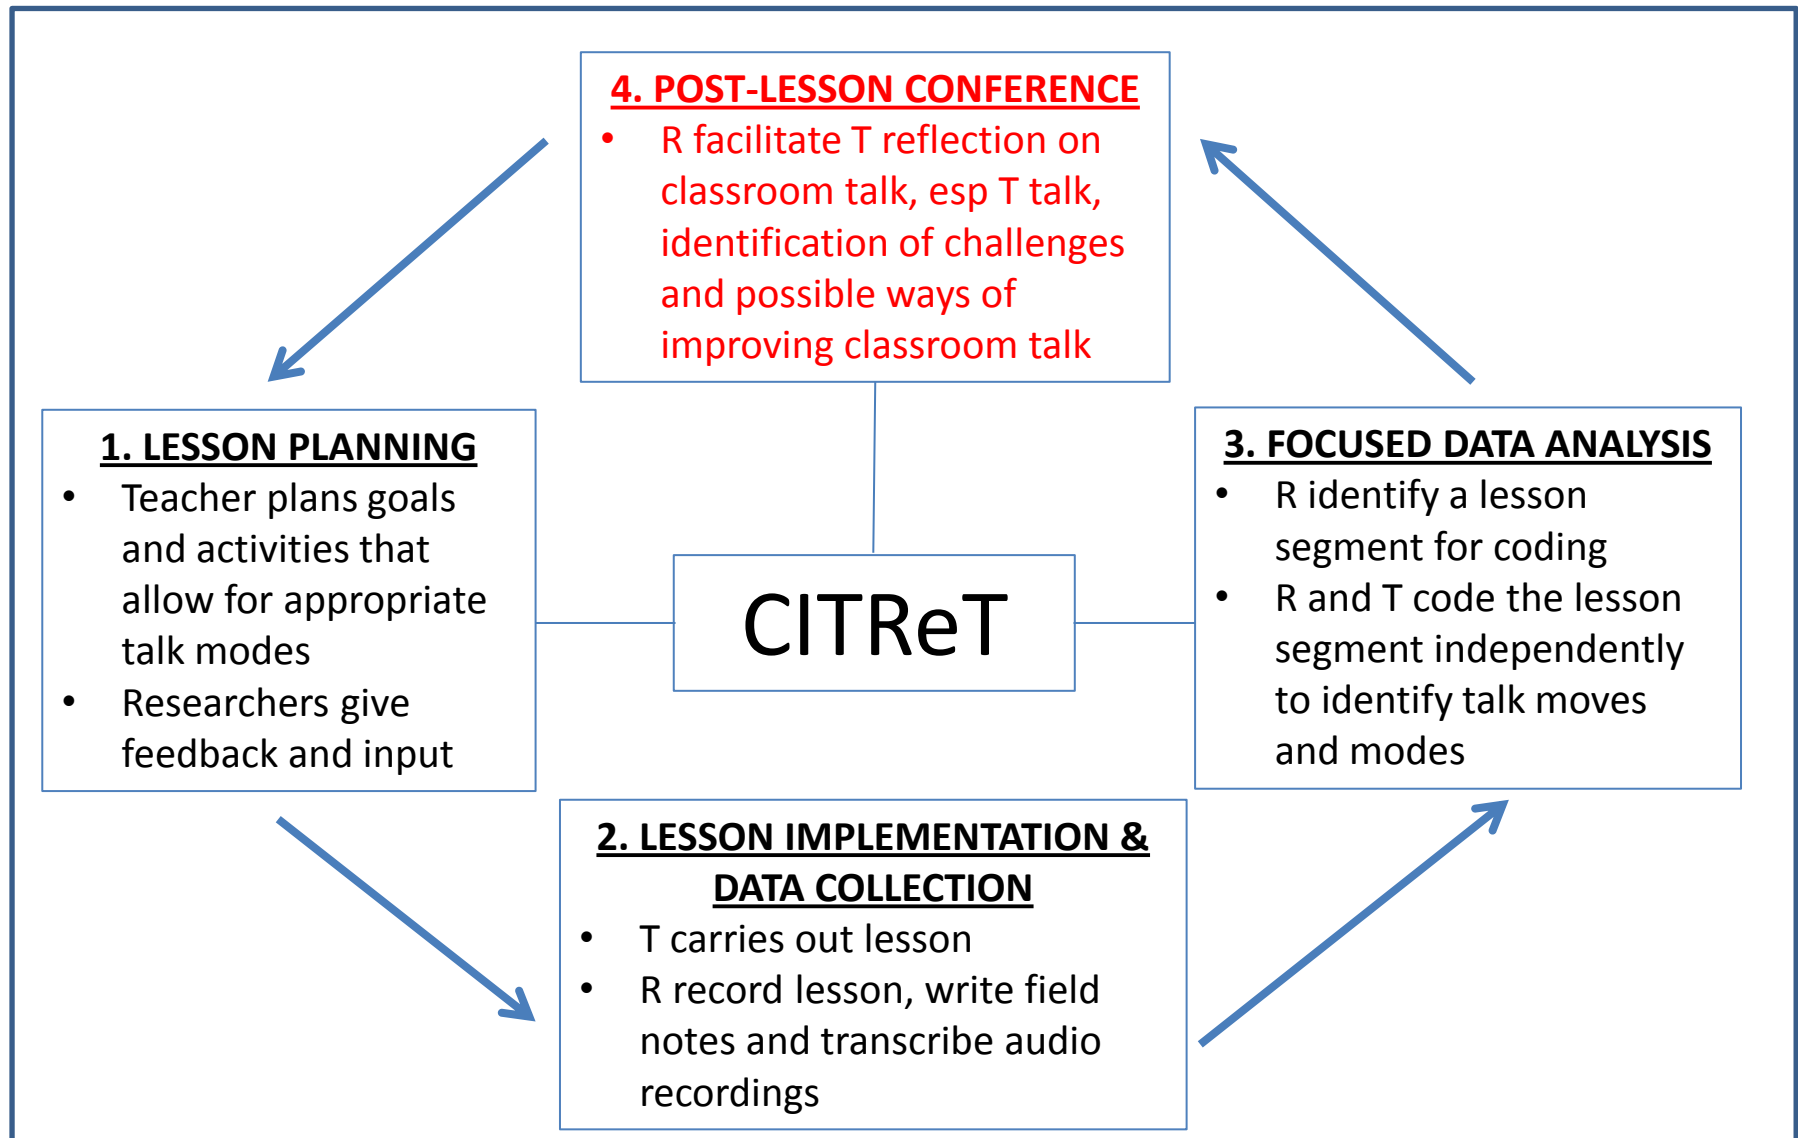 4. POST-LESSON CONFERENCE
• R facilitate T reflection on
classroom talk, esp T talk,
identification of challenges
and possible ways of
improving classroom talk
1. LESSON PLANNING
• Teacher plans goals
and activities that
allow for appropriate
talk modes
• Researchers give
feedback and input
CITReT
3. FOCUSED DATA ANALYSIS
• R identify a lesson
segment for coding
• R and T code the lesson
segment independently
to identify talk moves
and modes
2. LESSON IMPLEMENTATION &
DATA COLLECTION
• T carries out lesson
• R record lesson, write field
notes and transcribe audio
recordings